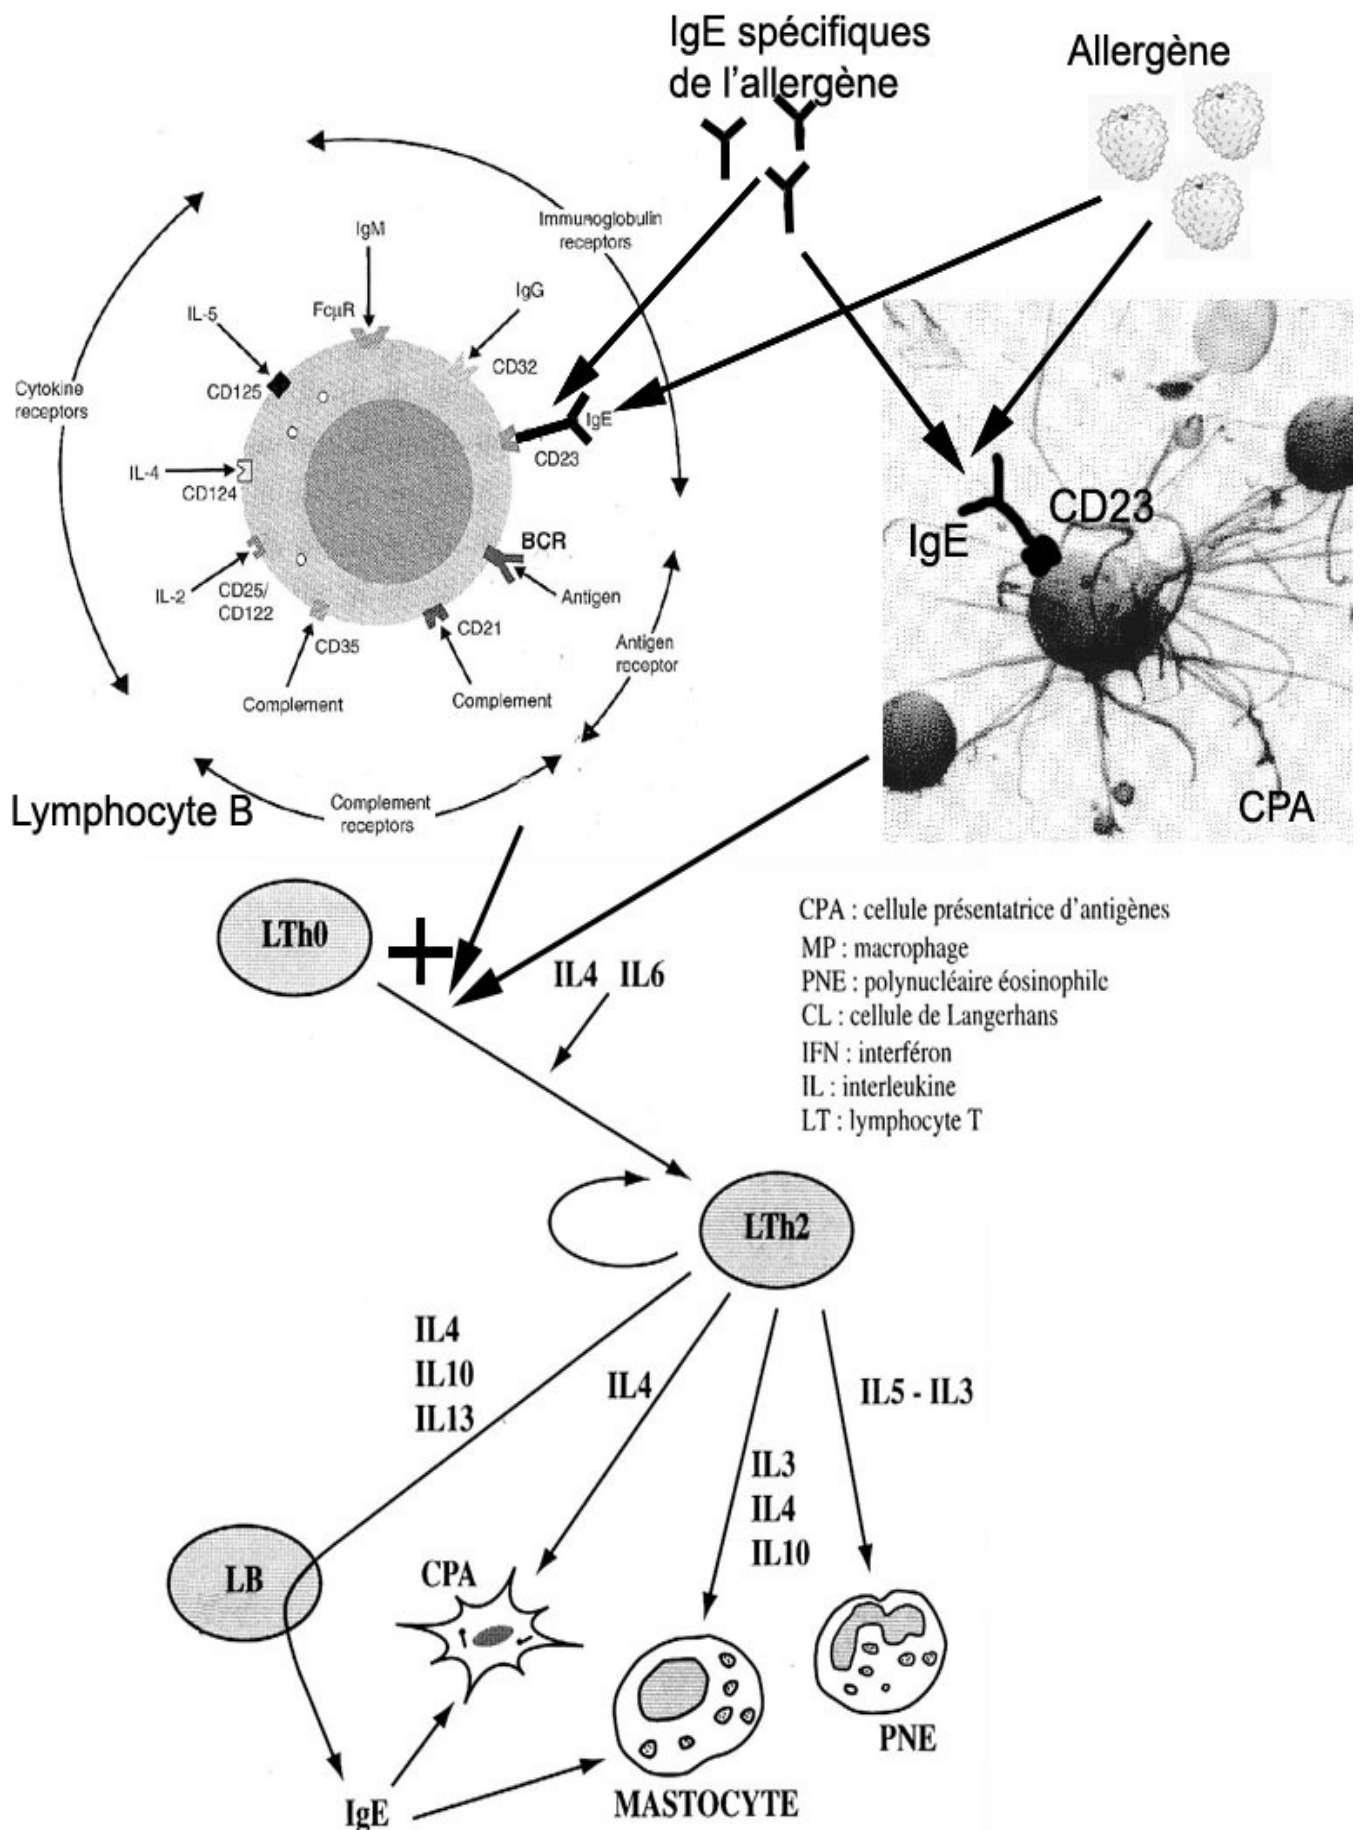 IgE spécifiques
de l'allergène
Allergène
Immunoglobulin
receptors
IgM
IgG
FcµR
IL-5
CD32
CD125
Cytokine
receptors
IgE
CD23
IL-4
CD124
CD23
IgE
BCR
IL-2
CD25/
CD122
Antigen
CD21
CD35
Antigen
receptor
Complement
Complement
Lymphocyte B
Complement
receptors
CPA
LTh0
+
IL4 IL6
CPA : cellule présentatrice d'antigènes
MP : macrophage
PNE : polynucléaire éosinophile
CL : cellule de Langerhans
IFN : interféron
IL : interleukine
LT : lymphocyte T
LTh2
IL4
IL10
IL13
IL4
IL5 - IL3
IL3
IL4
IL10
LB
CPA
PNE
MASTOCYTE
IgE